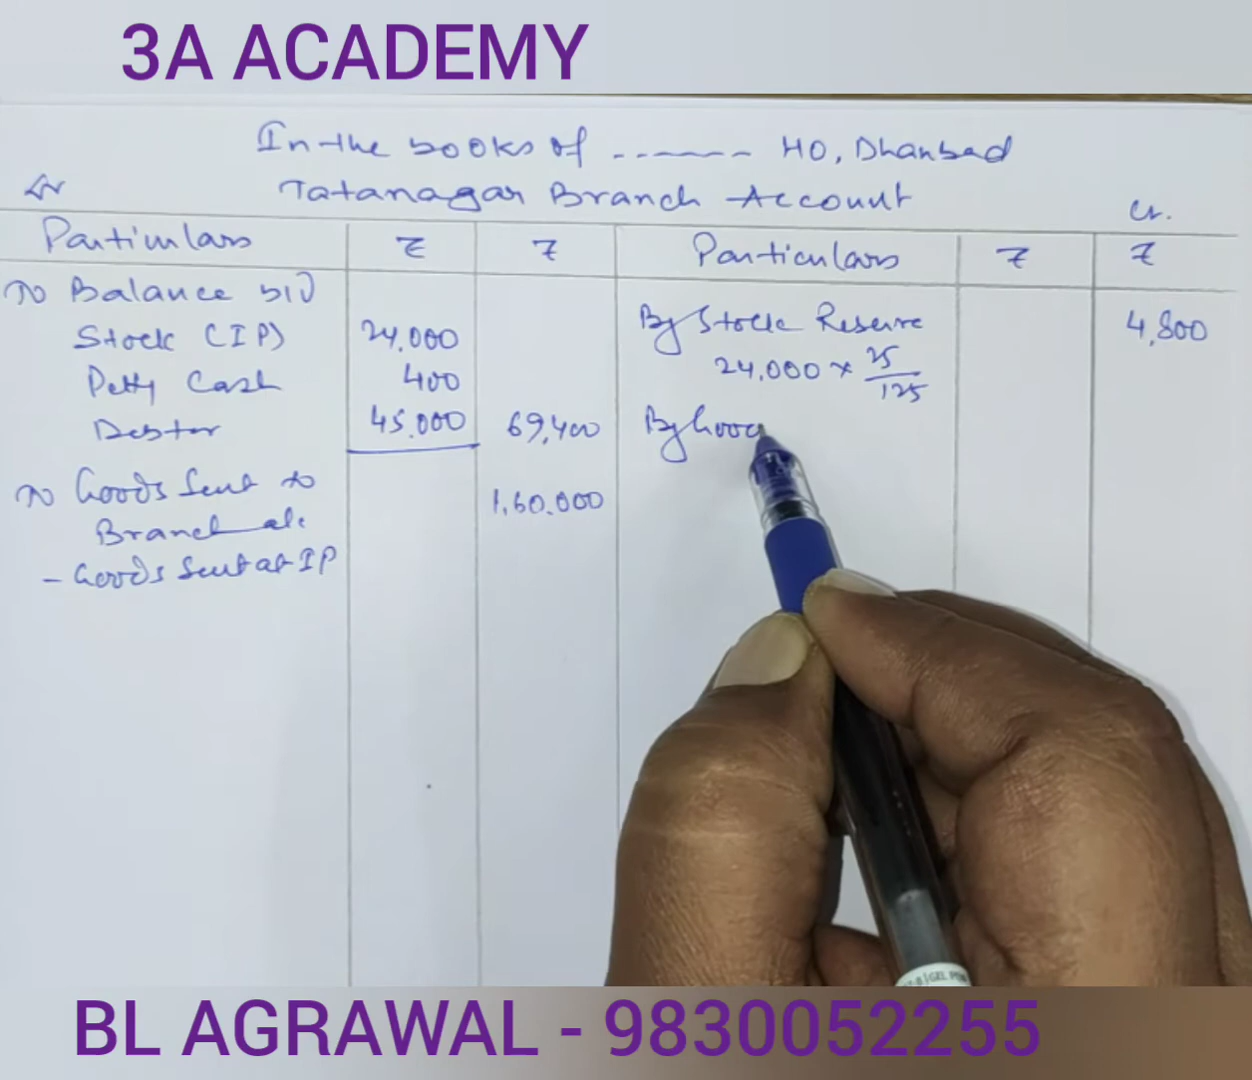 3A ACADEMY
In the books of ------- HO, Dhanbad
Dr Tatanagar Branch Account Cr.
Particulars ₹ ₹ Particulars ₹ ₹
To Balance b/d
Stock (IP) 24,000
Petty Cash 400
Debtor 45,000 69,400
To Goods Sent to 1,60,000
Branch a/c
- Goods Sent at IP
By Stock Reserve 4,800
24,000 × 25/125
By Good
BL AGRAWAL - 9830052255